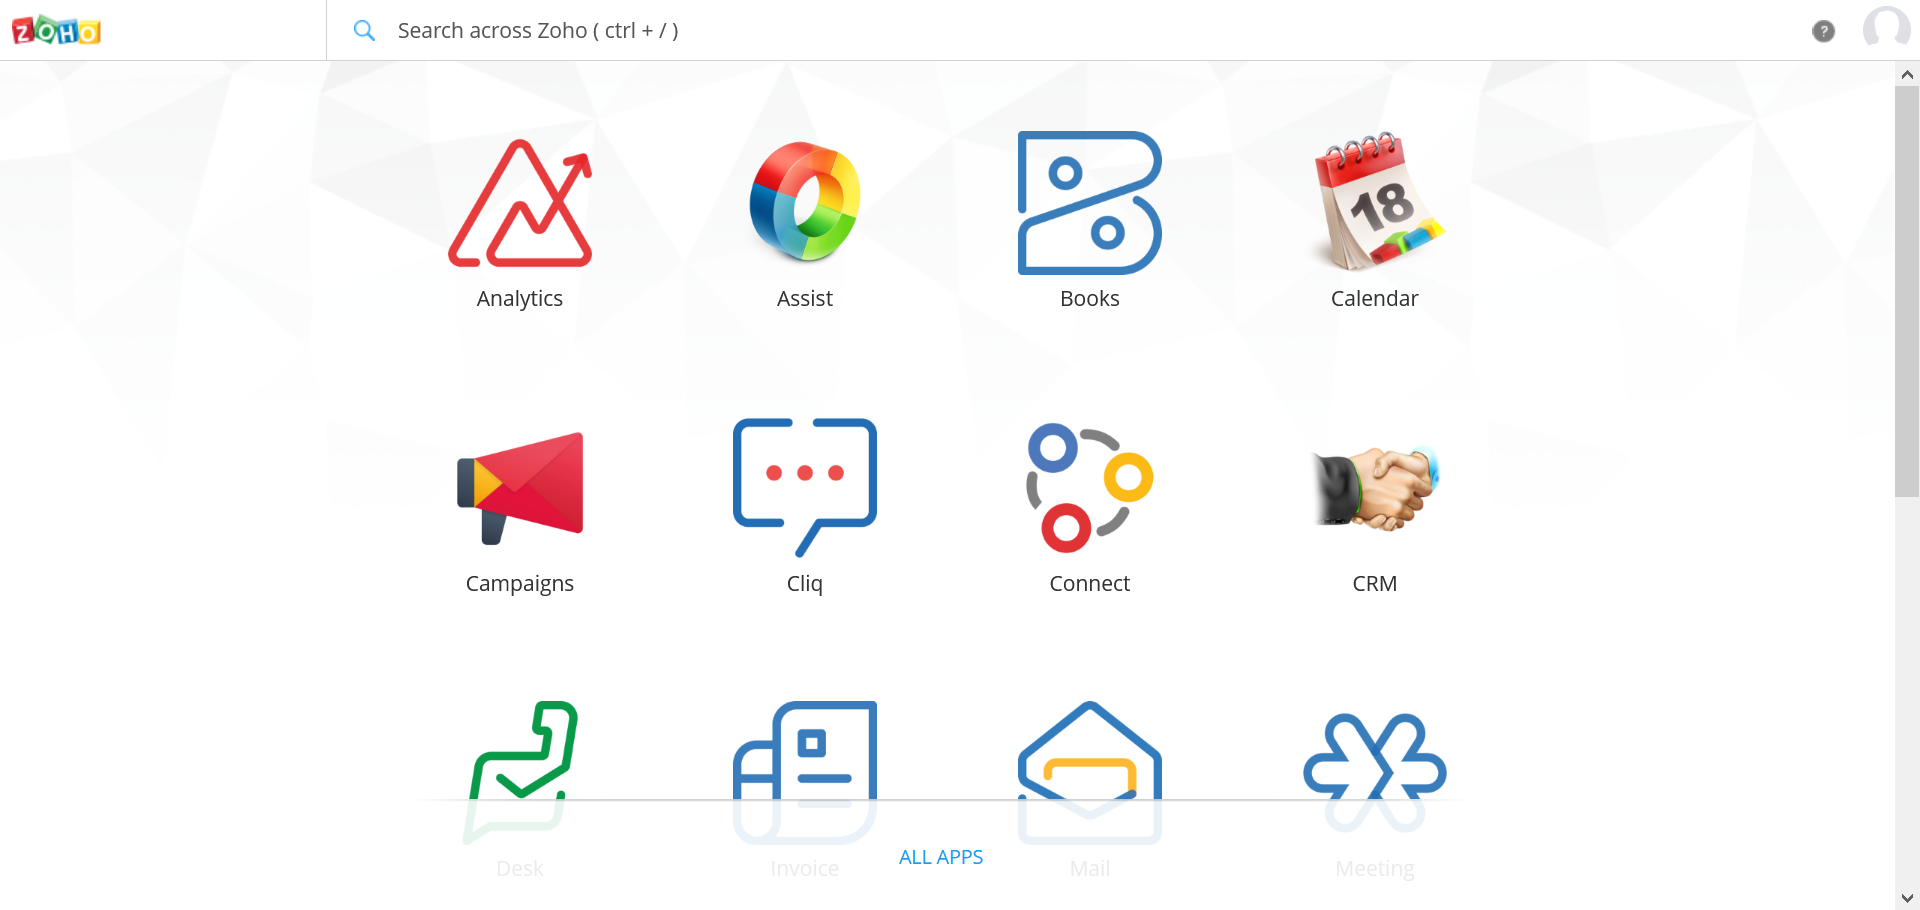 ZOHO
Search across Zoho ( ctrl + / )
?
18
Analytics
Assist
Books
Calendar
Campaigns
Cliq
Connect
CRM
Desk
Invoice
Mail
Meeting
ALL APPS